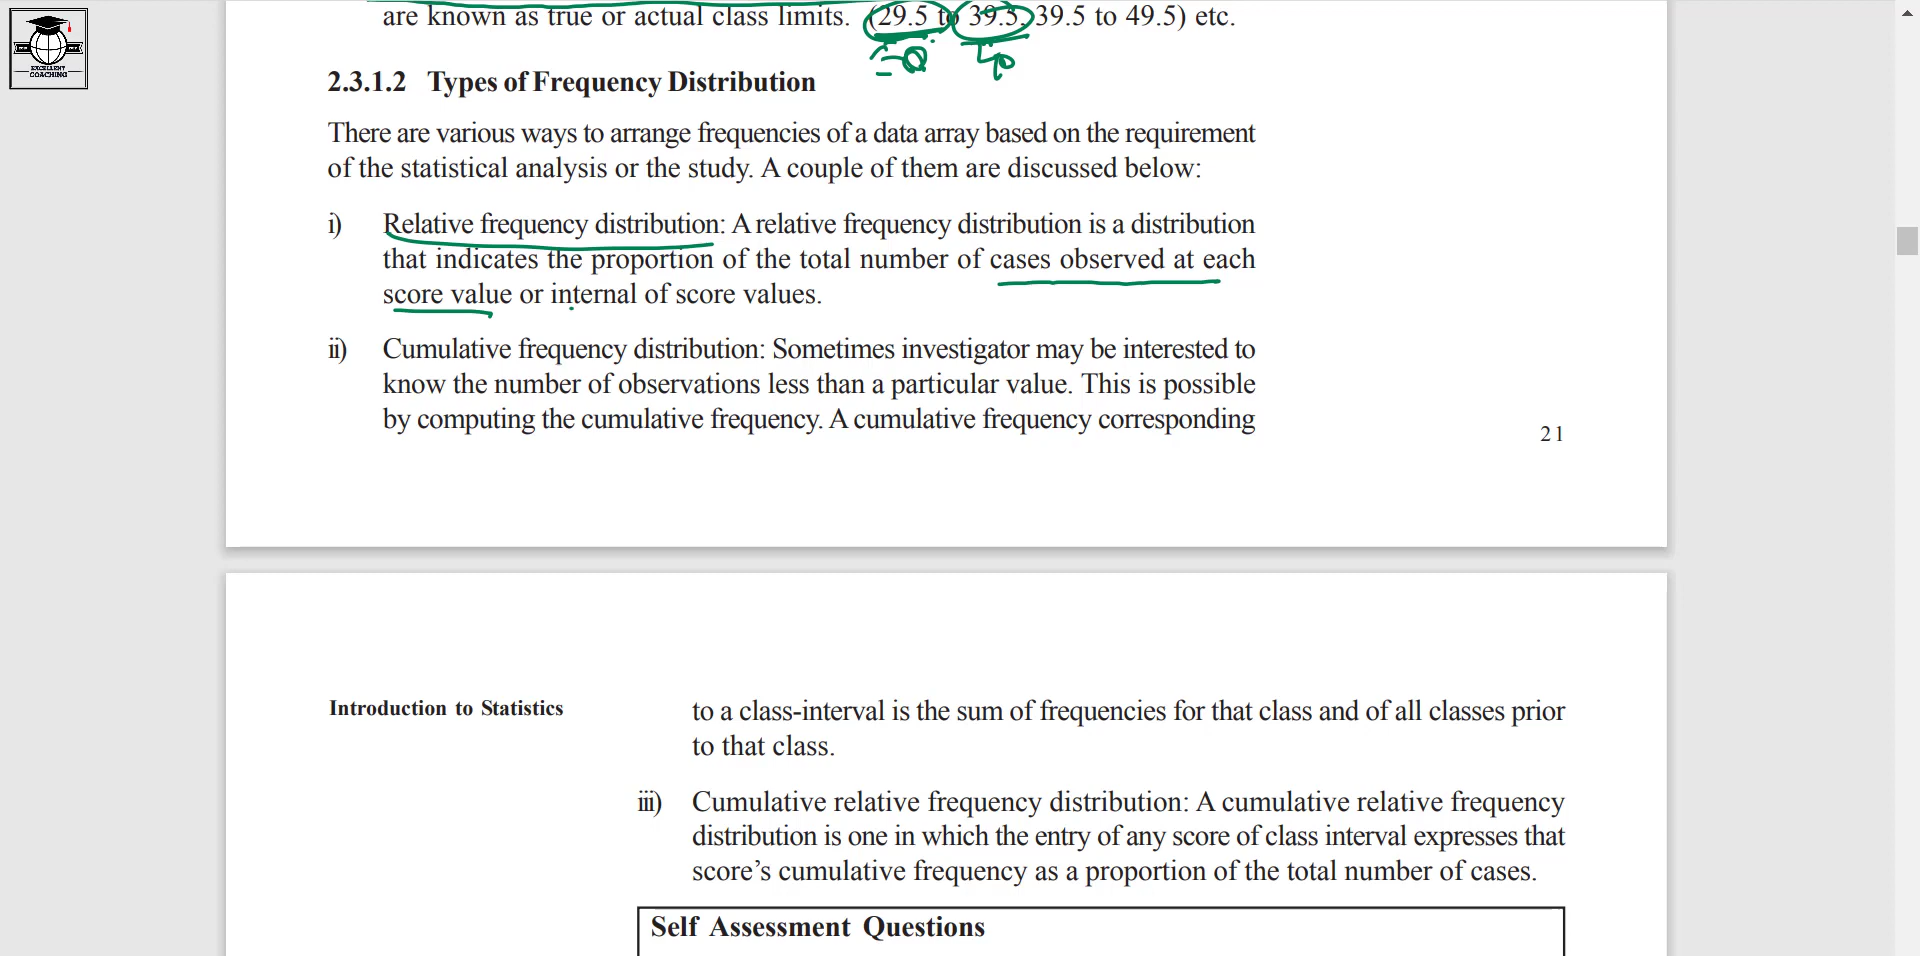 EXCELLENT
COACHING
are known as true or actual class limits. (29.5 to 39.5, 39.5 to 49.5) etc.
40
2.3.1.2 Types of Frequency Distribution
There are various ways to arrange frequencies of a data array based on the requirement
of the statistical analysis or the study. A couple of them are discussed below:
i) Relative frequency distribution: A relative frequency distribution is a distribution
that indicates the proportion of the total number of cases observed at each
score value or internal of score values.
ii) Cumulative frequency distribution: Sometimes investigator may be interested to
know the number of observations less than a particular value. This is possible
by computing the cumulative frequency. A cumulative frequency corresponding
21
Introduction to Statistics
to a class-interval is the sum of frequencies for that class and of all classes prior
to that class.
iii) Cumulative relative frequency distribution: A cumulative relative frequency
distribution is one in which the entry of any score of class interval expresses that
score’s cumulative frequency as a proportion of the total number of cases.
Self Assessment Questions